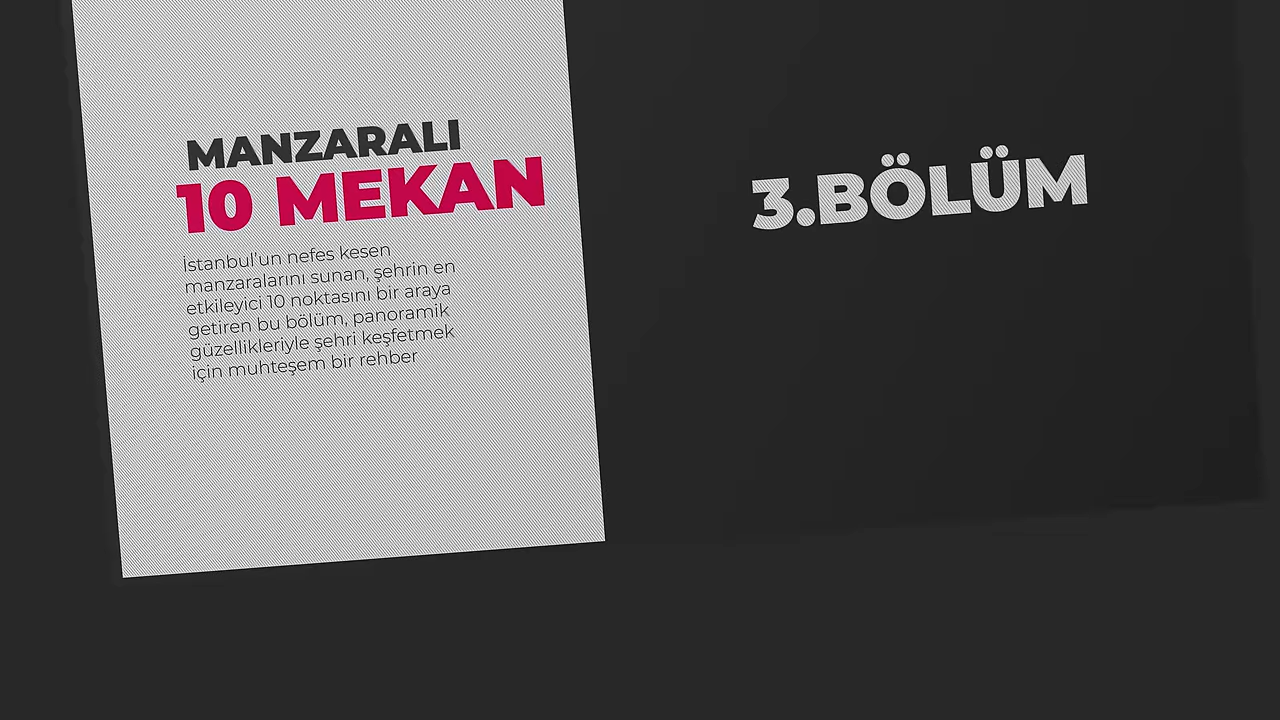 MANZARALI
10 MEKAN
İstanbul'un nefes kesen
manzaralarını sunan, şehrin en
etkileyici 10 noktasını bir araya
getiren bu bölüm, panoramik
güzellikleriyle şehri keşfetmek
için muhteşem bir rehber
3.BÖLÜM